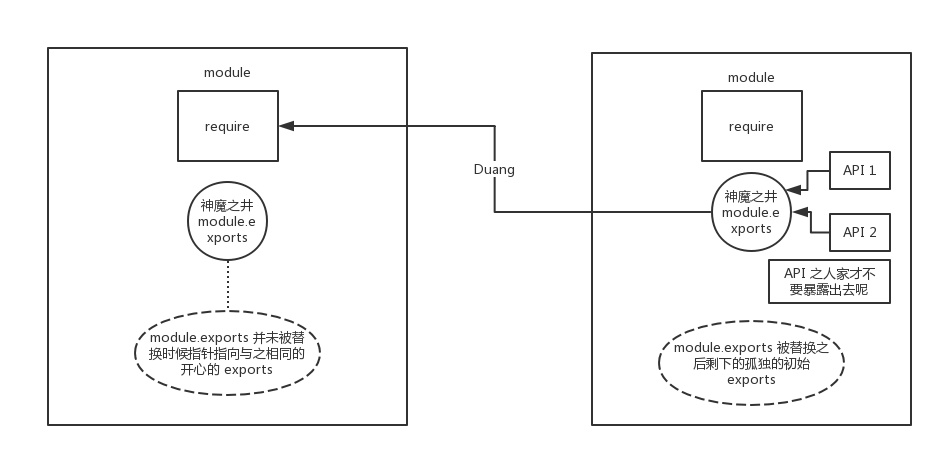 module
require
神魔之井
module.e
xports
module.exports 并未被替
换时候指针指向与之相同的
开心的 exports
Duang
module
require
神魔之井
module.e
xports
API 1
API 2
API 之人家才不
要暴露出去呢
module.exports 被替换之
后剩下的孤独的初始
exports